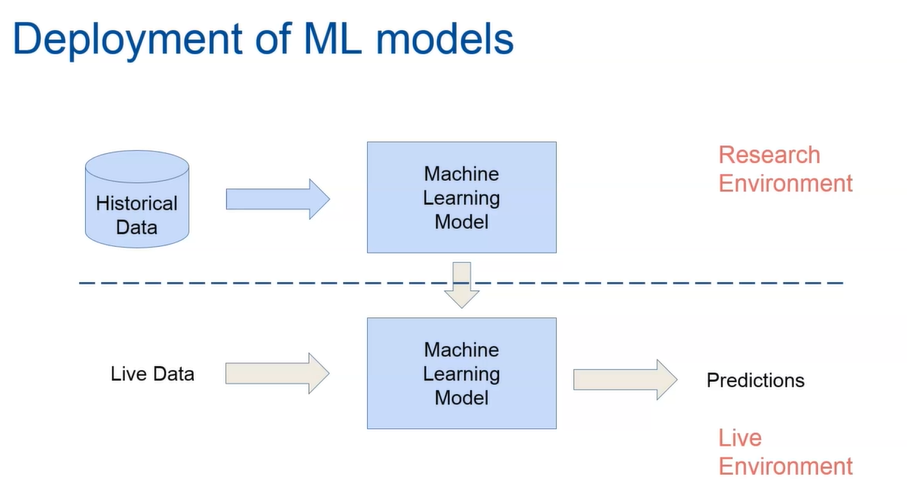 Deployment of ML models
Historical
Data
Machine
Learning
Model
Research
Environment
Live Data
Machine
Learning
Model
Predictions
Live
Environment